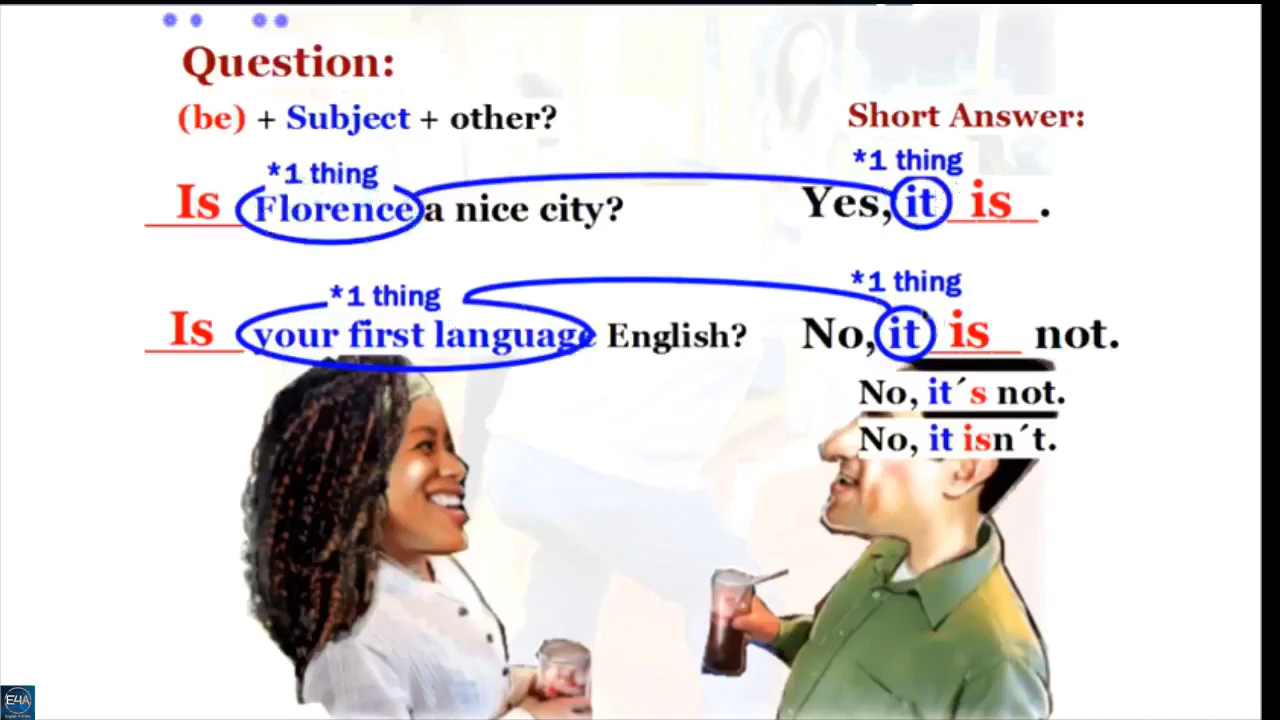 Question:
(be) + Subject + other?
Short Answer:
*1 thing
*1 thing
Is Florence a nice city?
Yes, it is.
*1 thing
*1 thing
Is your first language English?
No, it is not.
No, it´s not.
No, it isn´t.
E4A